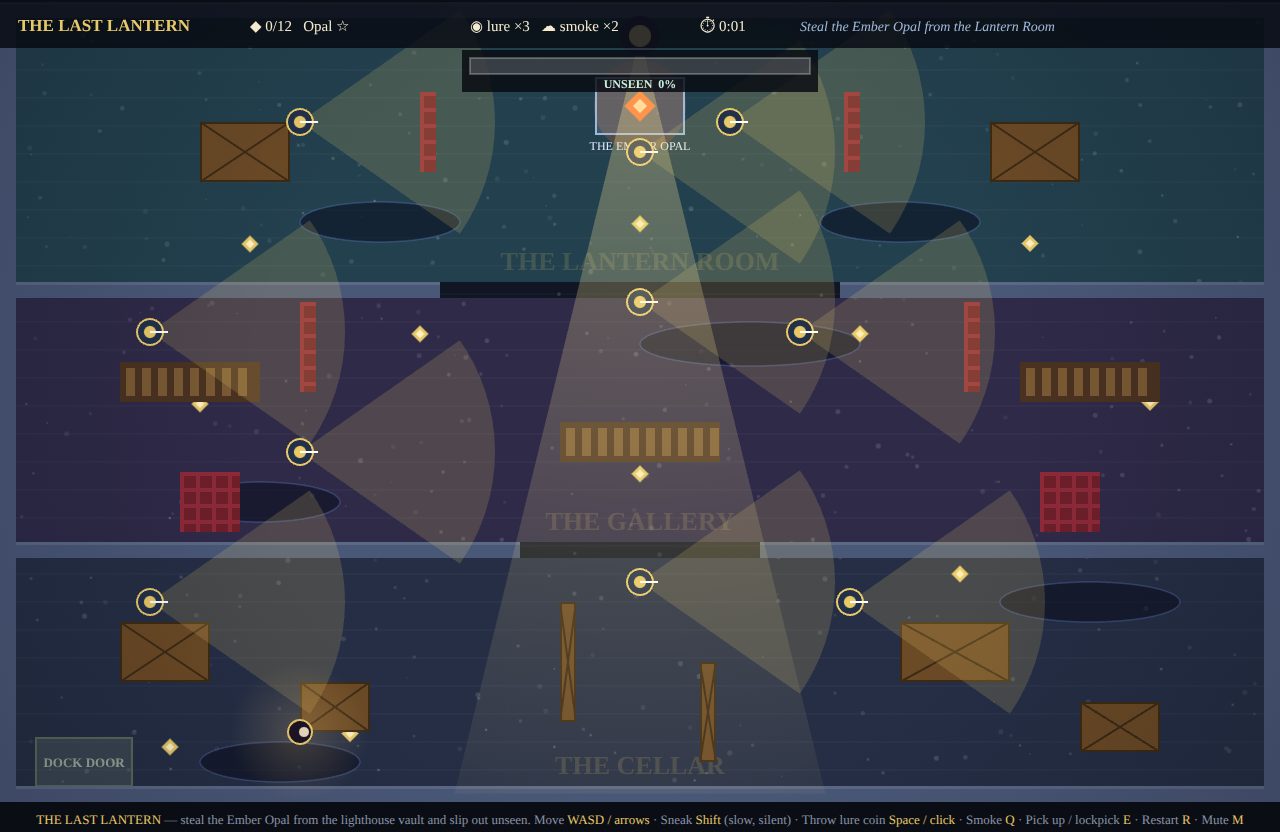 THE LAST LANTERN ◆ 0/12 Opal ☆ ◉ lure ×3 ☁ smoke ×2 ⏱ 0:01 Steal the Ember Opal from the Lantern Room
UNSEEN 0%
THE EMBER OPAL
THE LANTERN ROOM
THE GALLERY
DOCK DOOR
THE CELLAR
THE LAST LANTERN — steal the Ember Opal from the lighthouse vault and slip out unseen. Move WASD / arrows · Sneak Shift (slow, silent) · Throw lure coin Space / click · Smoke Q · Pick up / lockpick E · Restart R · Mute M